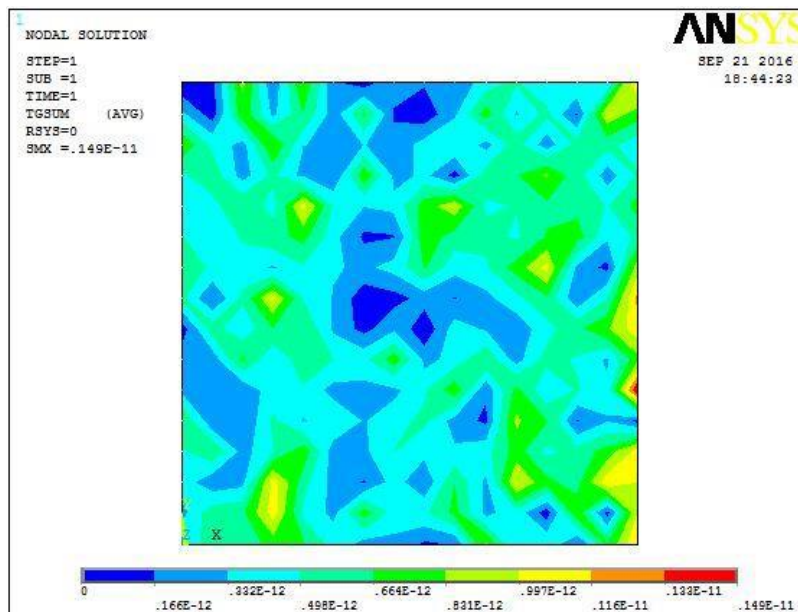 1
NODAL SOLUTION
ANSYS
STEP=1
SUB =1
TIME=1
TGSUM (AVG)
RSYS=0
SMX =.149E-11
SEP 21 2016
18:44:23
Y
Z X
0 .332E-12 .664E-12 .997E-12 .133E-11
.166E-12 .498E-12 .831E-12 .116E-11 .149E-11